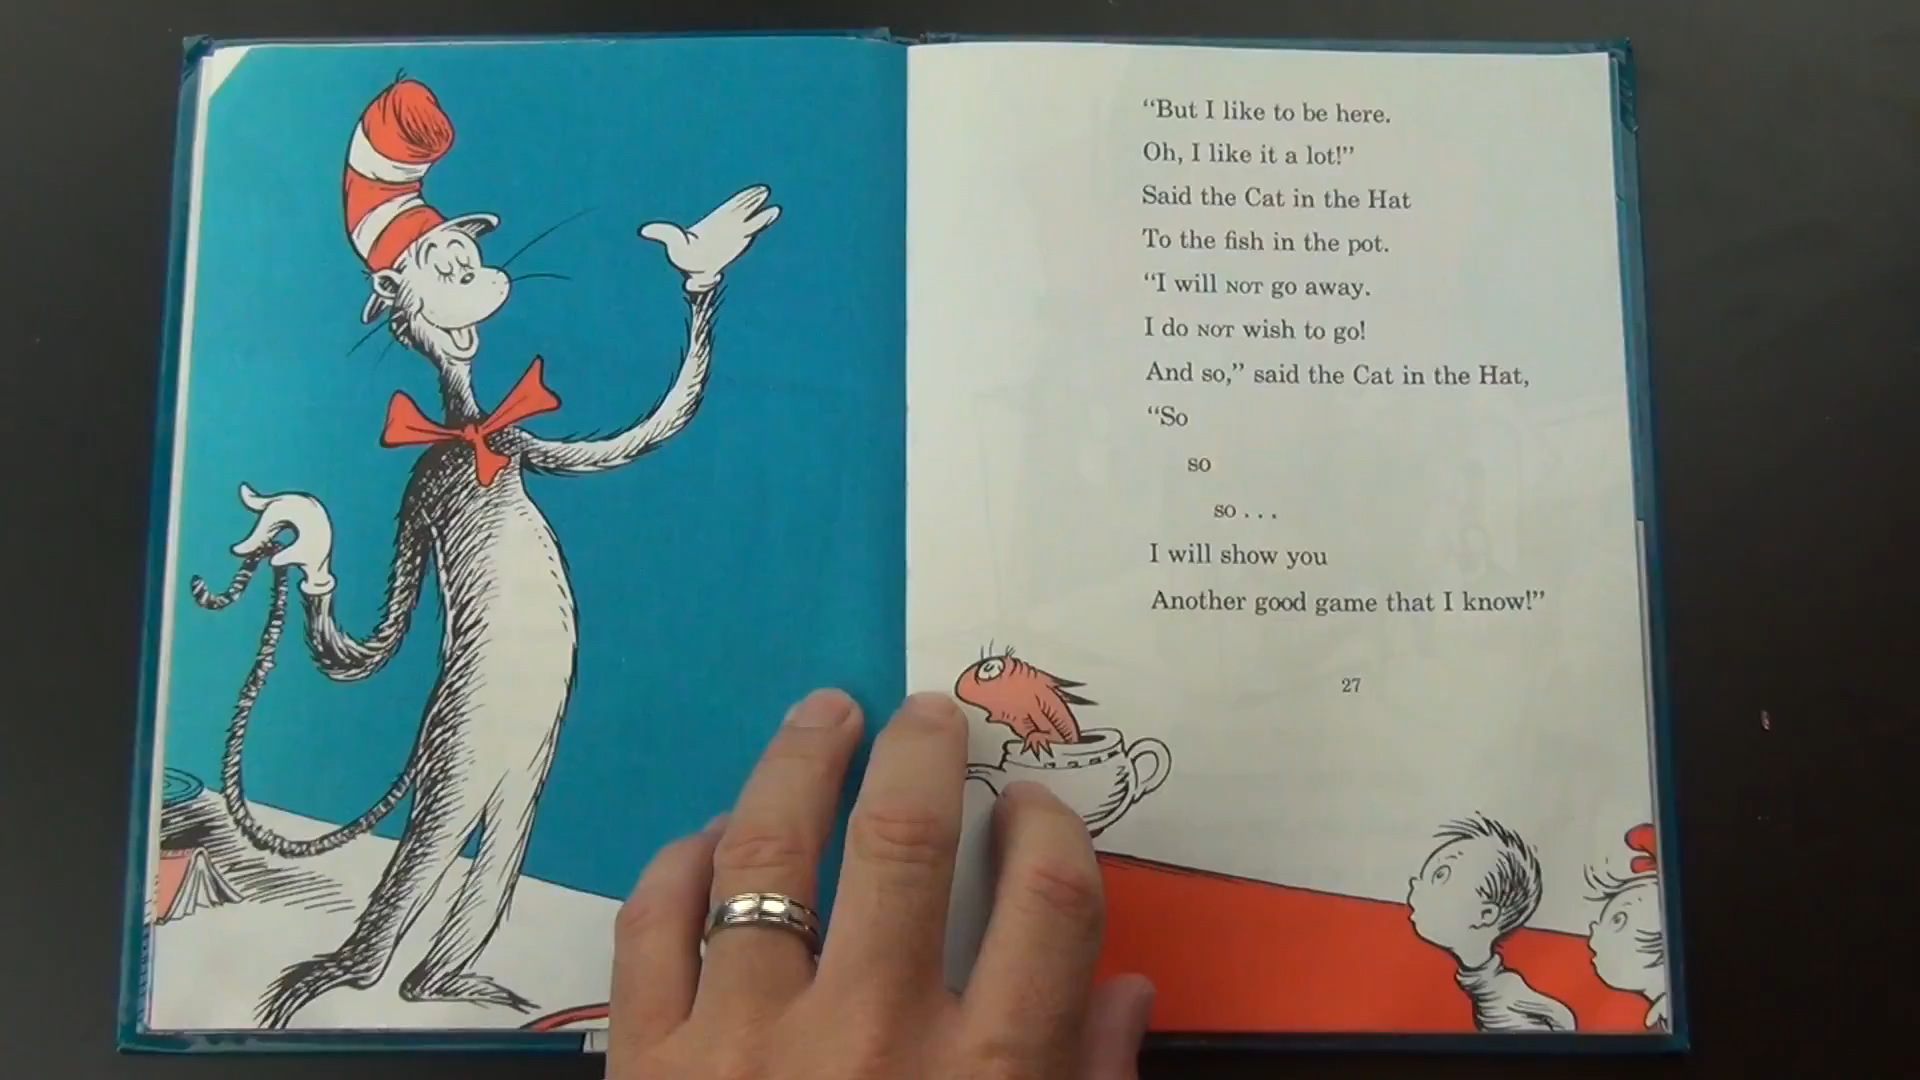 “But I like to be here.
Oh, I like it a lot!”
Said the Cat in the Hat
To the fish in the pot.
“I will NOT go away.
I do NOT wish to go!
And so,” said the Cat in the Hat,
“So
so
so . . .
I will show you
Another good game that I know!”
27